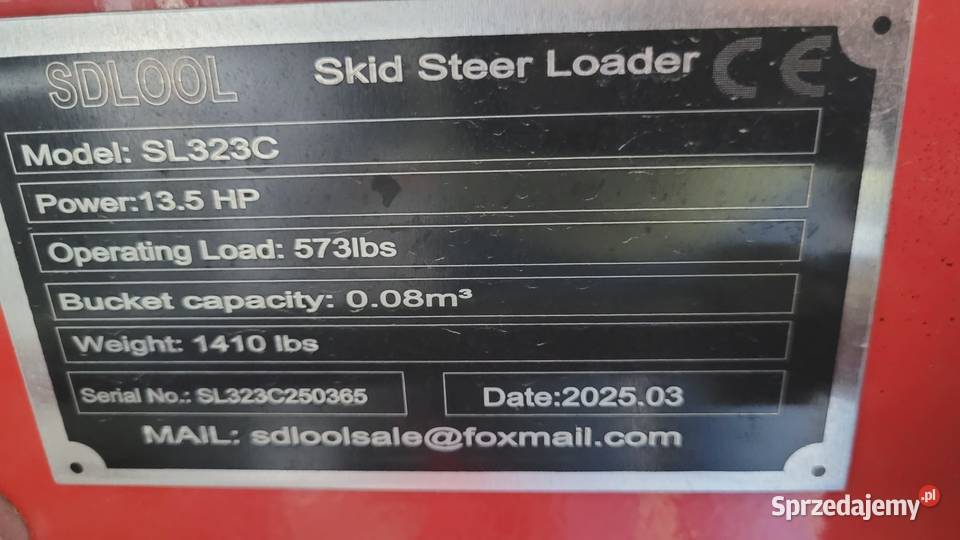 SDLOOL Skid Steer Loader CE
Model: SL323C
Power:13.5 HP
Operating Load: 573lbs
Bucket capacity: 0.08m³
Weight: 1410 lbs
Serial No.: SL323C250365 Date:2025.03
MAIL: sdloolsale@foxmail.com
Sprzedajemy.pl